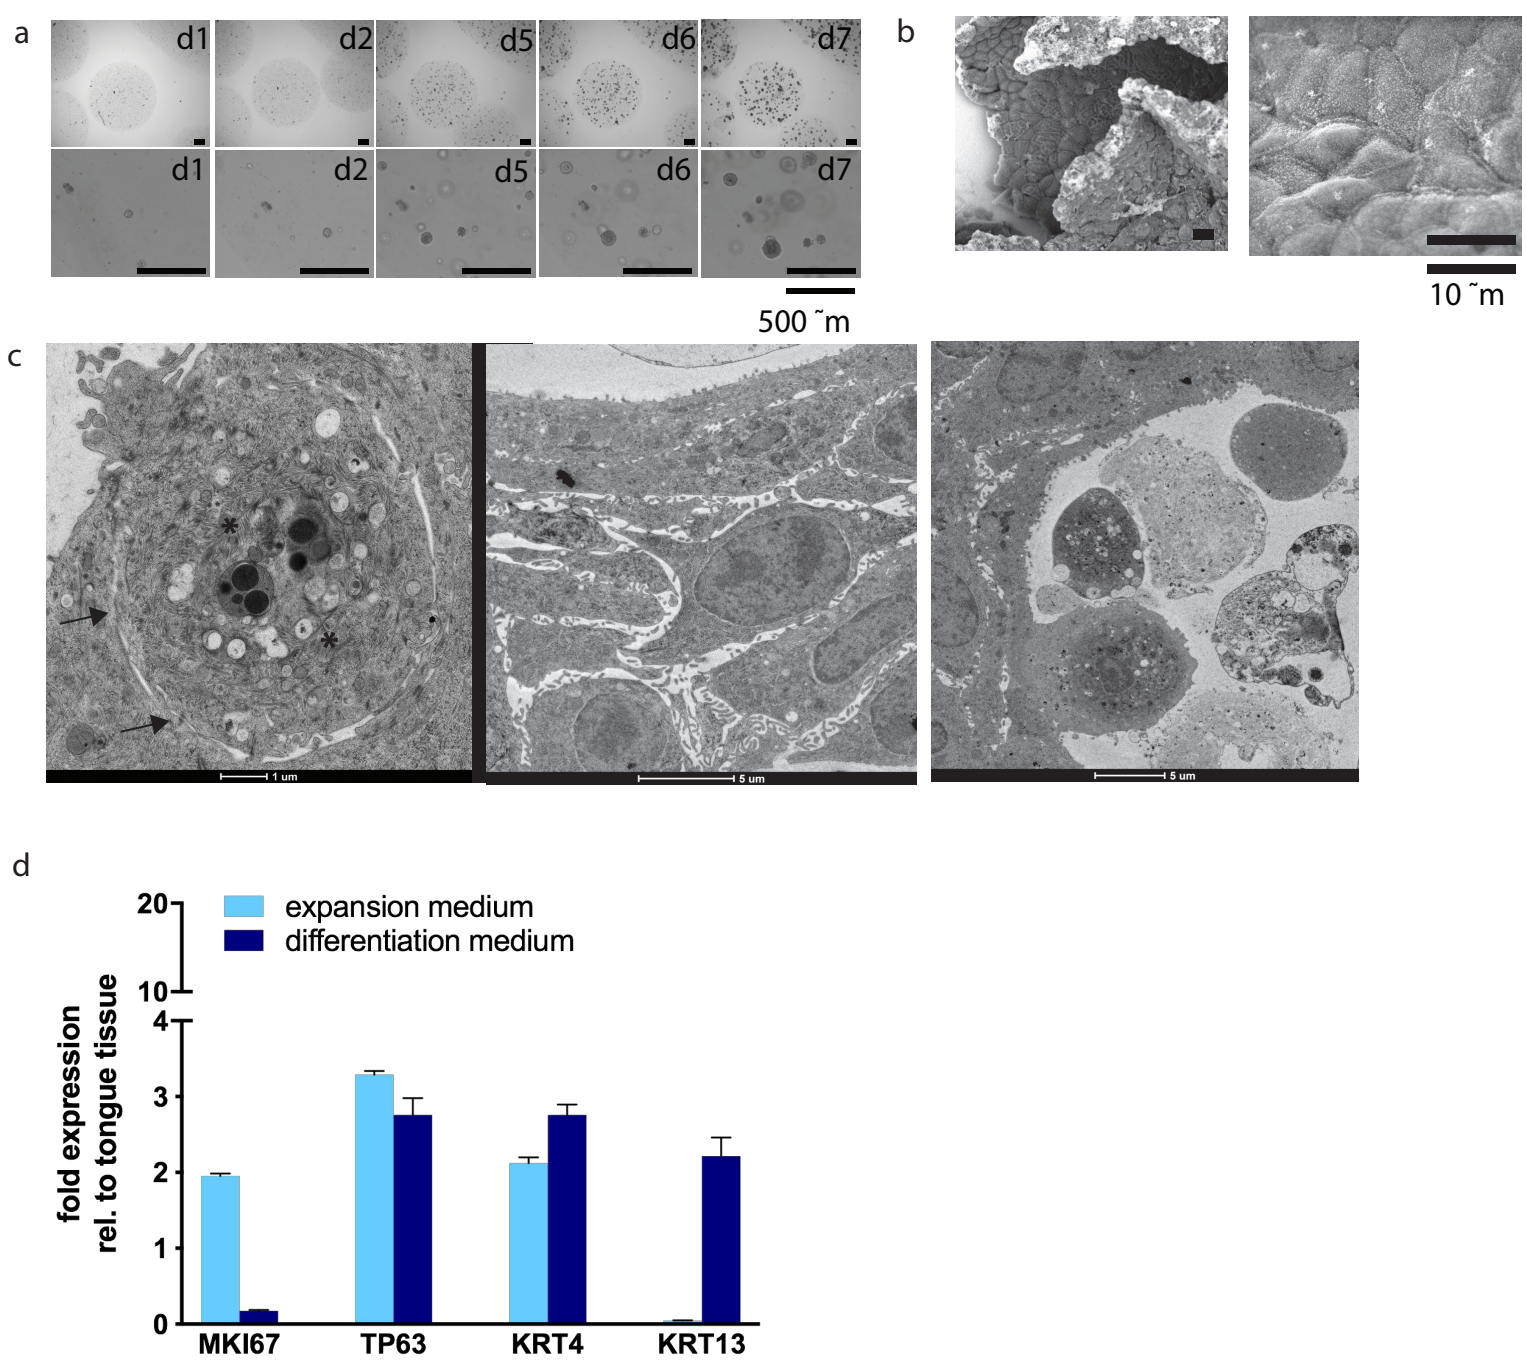 a
d1 d2 d5 d6 d7
d1 d2 d5 d6 d7
500 ˜m
b
10 ˜m
c
* *
1 um
5 um
5 um
d
expansion medium
differentiation medium
fold expression
rel. to tongue tissue
20
10
4
3
2
1
0
MKI67 TP63 KRT4 KRT13